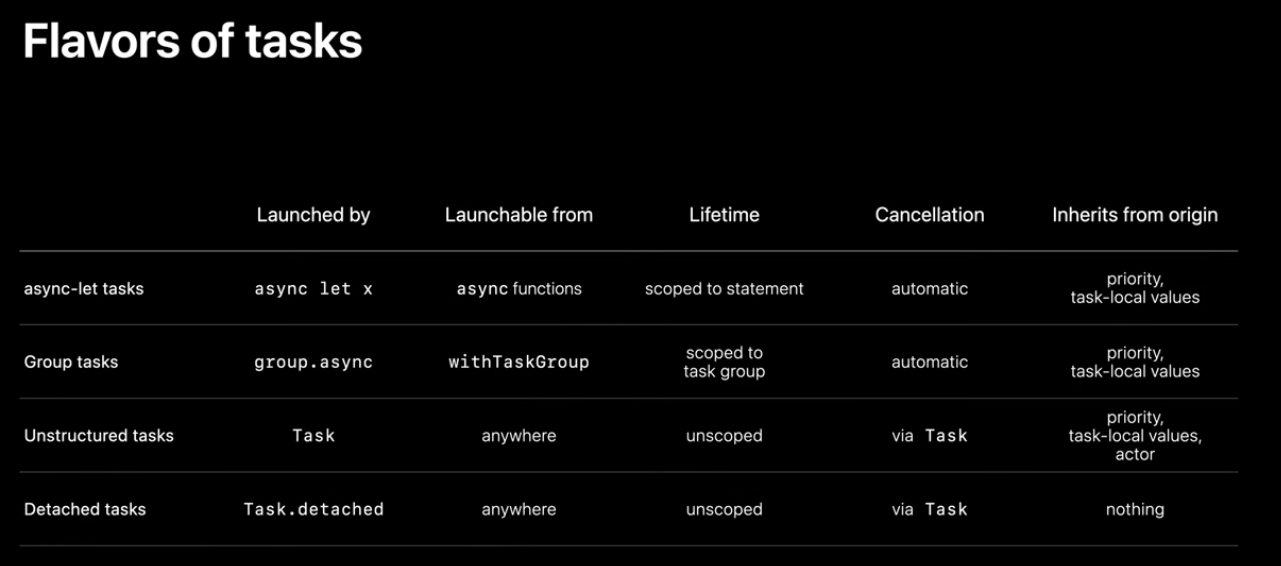 Flavors of tasks
Launched by Launchable from Lifetime Cancellation Inherits from origin
async-let tasks async let x async functions scoped to statement automatic priority,
task-local values
Group tasks group.async withTaskGroup scoped to
task group automatic priority,
task-local values
Unstructured tasks Task anywhere unscoped via Task priority,
task-local values,
actor
Detached tasks Task.detached anywhere unscoped via Task nothing